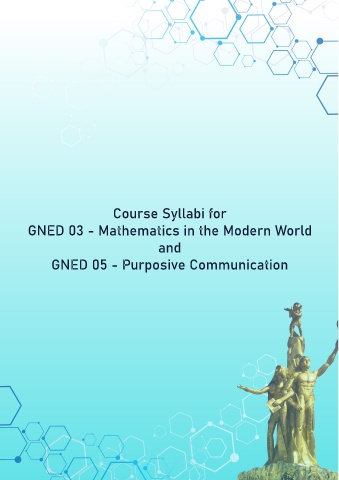 Course Syllabi for
GNED 03 - Mathematics in the Modern World
and
GNED 05 - Purposive Communication